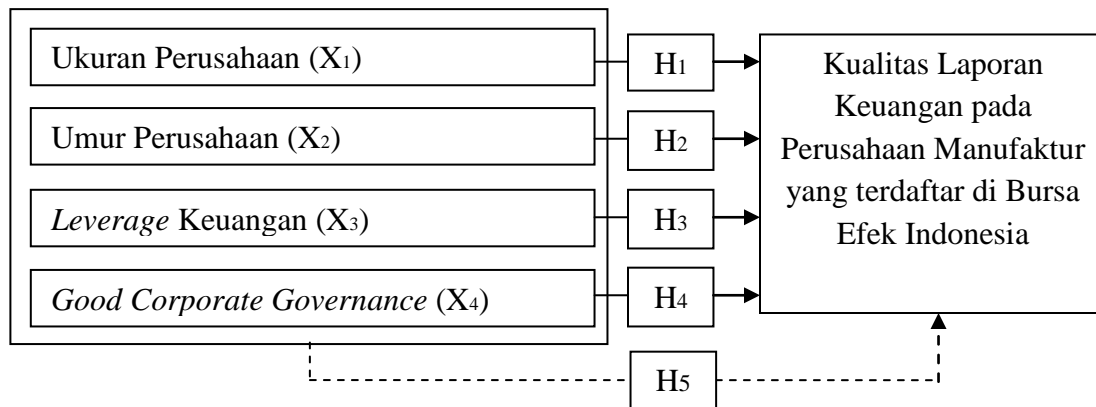 Ukuran Perusahaan (X1)
H1
Umur Perusahaan (X2)
H2
Leverage Keuangan (X3)
H3
Good Corporate Governance (X4)
H4
Kualitas Laporan
Keuangan pada
Perusahaan Manufaktur
yang terdaftar di Bursa
Efek Indonesia
H5